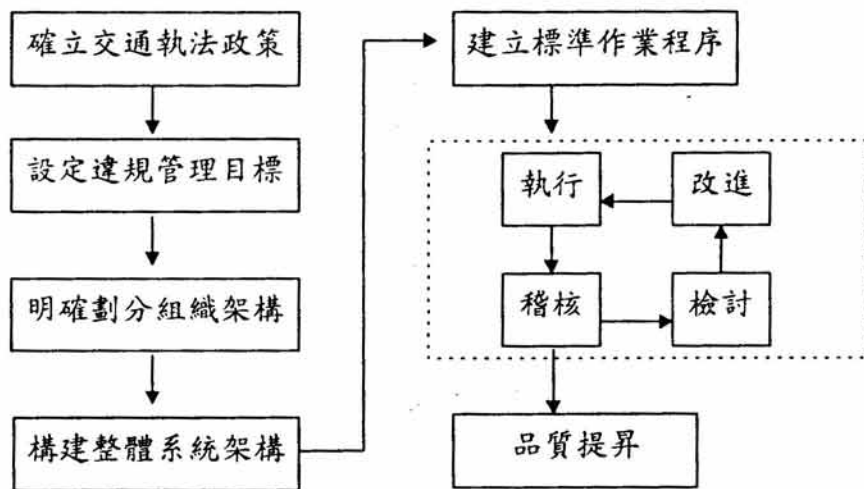 確立交通執法政策
設定違規管理目標
明確劃分組織架構
構建整體系統架構
建立標準作業程序
執行
改進
稽核
檢討
品質提昇